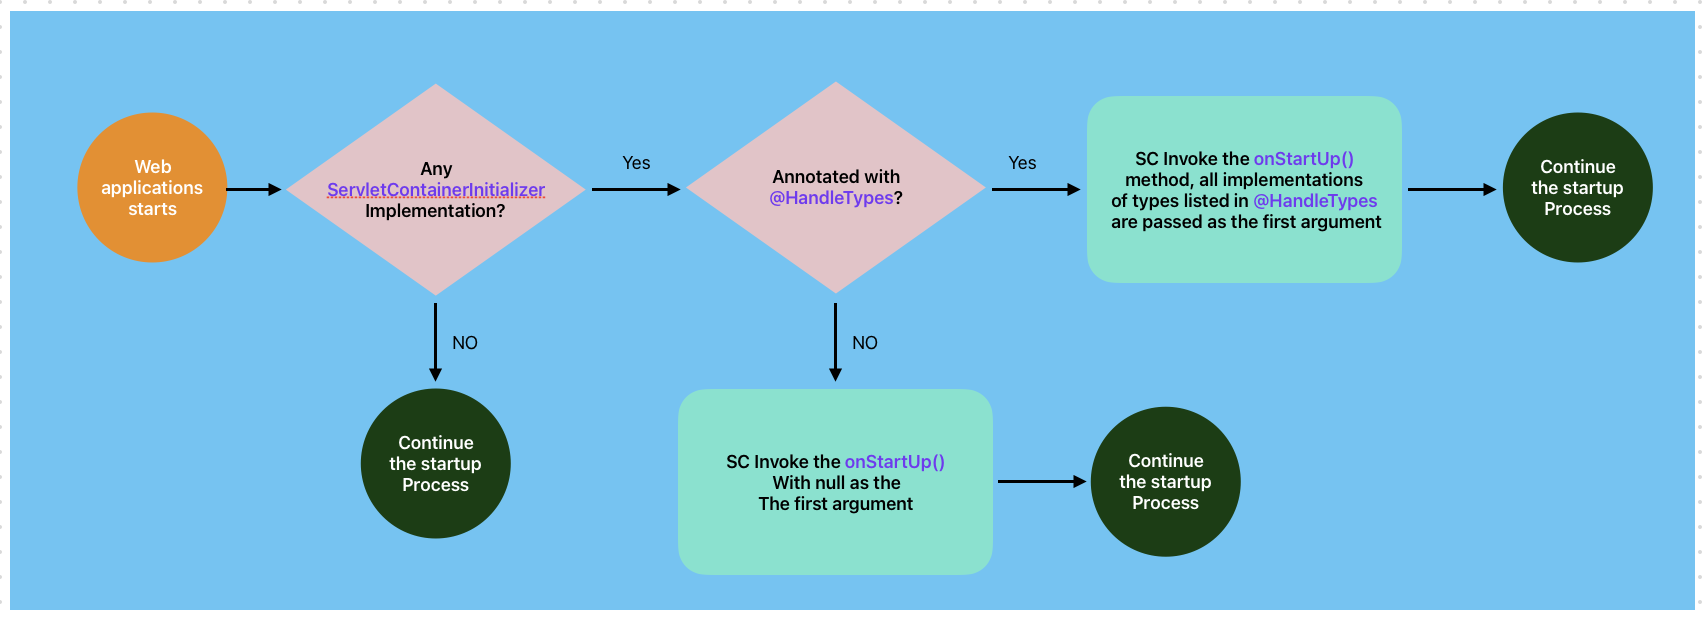 Web
applications
starts
Any
ServletContainerInitializer
Implementation?
Yes
Annotated with
@HandleTypes?
Yes
SC Invoke the onStartUp()
method, all implementations
of types listed in @HandleTypes
are passed as the first argument
Continue
the startup
Process
NO
NO
Continue
the startup
Process
SC Invoke the onStartUp()
With null as the
The first argument
Continue
the startup
Process